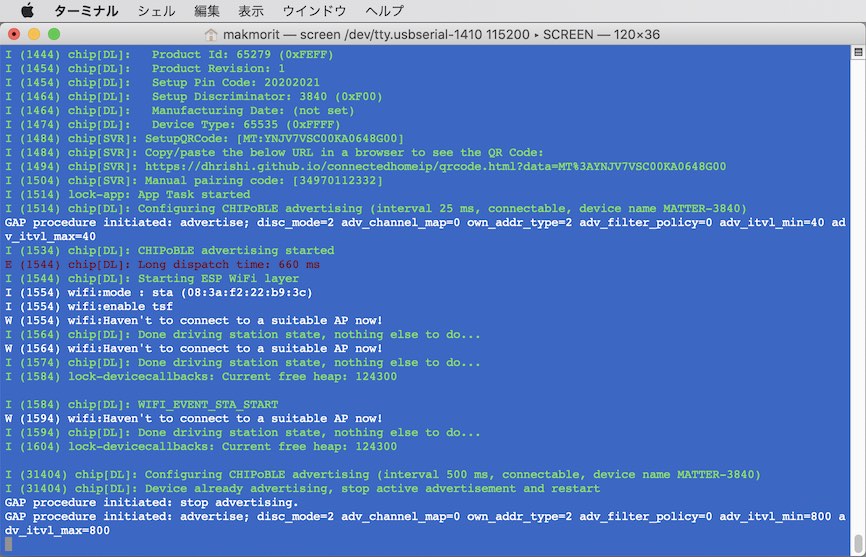 ターミナル シェル 編集 表示 ウインドウ ヘルプ
makmorit — screen /dev/tty.usbserial-1410 115200 ▸ SCREEN — 120×36
I (1444) chip[DL]:   Product Id: 65279 (0xFEFF)
I (1454) chip[DL]:   Product Revision: 1
I (1454) chip[DL]:   Setup Pin Code: 20202021
I (1464) chip[DL]:   Setup Discriminator: 3840 (0xF00)
I (1464) chip[DL]:   Manufacturing Date: (not set)
I (1474) chip[DL]:   Device Type: 65535 (0xFFFF)
I (1484) chip[SVR]: SetupQRCode: [MT:YNJV7VSC00KA0648G00]
I (1484) chip[SVR]: Copy/paste the below URL in a browser to see the QR Code:
I (1494) chip[SVR]: https://dhrishi.github.io/connectedhomeip/qrcode.html?data=MT%3AYNJV7VSC00KA0648G00
I (1504) chip[SVR]: Manual pairing code: [34970112332]
I (1514) lock-app: App Task started
I (1514) chip[DL]: Configuring CHIPoBLE advertising (interval 25 ms, connectable, device name MATTER-3840)
GAP procedure initiated: advertise; disc_mode=2 adv_channel_map=0 own_addr_type=2 adv_filter_policy=0 adv_itvl_min=40 ad
v_itvl_max=40
I (1534) chip[DL]: CHIPoBLE advertising started
E (1544) chip[DL]: Long dispatch time: 660 ms
I (1544) chip[DL]: Starting ESP WiFi layer
I (1554) wifi:mode : sta (08:3a:f2:22:b9:3c)
I (1554) wifi:enable tsf
W (1554) wifi:Haven't to connect to a suitable AP now!
I (1564) chip[DL]: Done driving station state, nothing else to do...
W (1564) wifi:Haven't to connect to a suitable AP now!
I (1574) chip[DL]: Done driving station state, nothing else to do...
I (1584) lock-devicecallbacks: Current free heap: 124300
I (1584) chip[DL]: WIFI_EVENT_STA_START
W (1594) wifi:Haven't to connect to a suitable AP now!
I (1594) chip[DL]: Done driving station state, nothing else to do...
I (1604) lock-devicecallbacks: Current free heap: 124300
I (31404) chip[DL]: Configuring CHIPoBLE advertising (interval 500 ms, connectable, device name MATTER-3840)
I (31404) chip[DL]: Device already advertising, stop active advertisement and restart
GAP procedure initiated: stop advertising.
GAP procedure initiated: advertise; disc_mode=2 adv_channel_map=0 own_addr_type=2 adv_filter_policy=0 adv_itvl_min=800 a
dv_itvl_max=800